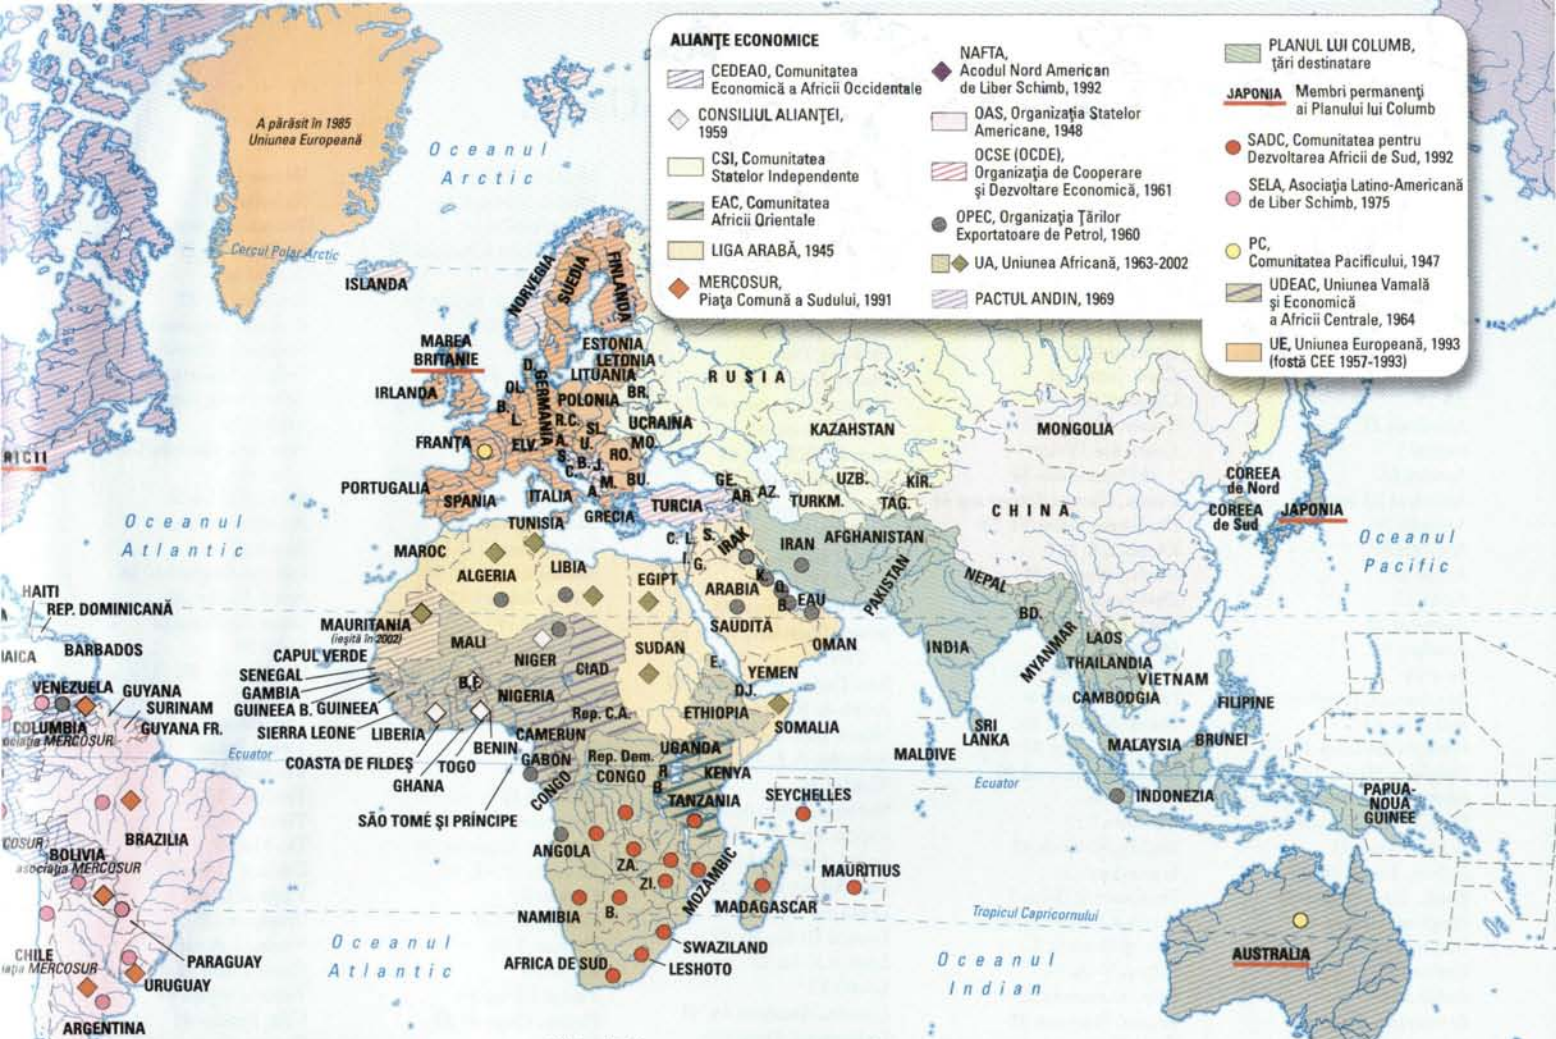 ALIANȚE ECONOMICE
CEDEAO, Comunitatea
Economică a Africii Occidentale
CONSILIUL ALIANȚEI,
1959
CSI, Comunitatea
Statelor Independente
EAC, Comunitatea
Africii Orientale
LIGA ARABĂ, 1945
MERCOSUR,
Piața Comună a Sudului, 1991
NAFTA,
Acodul Nord American
de Liber Schimb, 1992
OAS, Organizația Statelor
Americane, 1948
OCSE (OCDE),
Organizația de Cooperare
și Dezvoltare Economică, 1961
OPEC, Organizația Țărilor
Exportatoare de Petrol, 1960
UA, Uniunea Africană, 1963-2002
PACTUL ANDIN, 1969
PLANUL LUI COLUMB,
țări destinatare
JAPONIA
Membri permanenți
ai Planului lui Columb
SADC, Comunitatea pentru
Dezvoltarea Africii de Sud, 1992
SELA, Asociația Latino-Americană
de Liber Schimb, 1975
PC,
Comunitatea Pacificului, 1947
UDEAC, Uniunea Vamală
și Economică
a Africii Centrale, 1964
UE, Uniunea Europeană, 1993
(fostă CEE 1957-1993)
A părăsit în 1985
Uniunea Europeană
Oceanul
Arctic
Cercul Polar Arctic
ISLANDA
NORVEGIA
SUEDIA
FINLANDA
MAREA
BRITANIE
IRLANDA
ESTONIA
LETONIA
LITUANIA
D.
OL.
GERMANIA
B.
L.
POLONIA
BR.
RUSIA
R.C.
SL.
UCRAINA
FRANȚA
ELV.
A.
U.
MO.
S.
RO.
C.
B.
I.
M.
BU.
A.
PORTUGALIA
SPANIA
ITALIA
GRECIA
TURCIA
KAZAHSTAN
MONGOLIA
GE.
AR.
AZ.
UZB.
KÎR.
TURKM.
TAG.
CHINA
COREEA
de Nord
COREEA
de Sud
JAPONIA
RICII
Oceanul
Atlantic
Oceanul
Pacific
TUNISIA
MAROC
ALGERIA
LIBIA
EGIPT
C.
L.
S.
I.
G.
IRAK
IRAN
AFGHANISTAN
PAKISTAN
NEPAL
K.
Q.
B.
EAU
ARABIA
SAUDITĂ
OMAN
YEMEN
BD.
INDIA
MYANMAR
LAOS
THAILANDA
VIETNAM
CAMBODGIA
FILIPINE
HAITI
REP. DOMINICANĂ
MAICA
BARBADOS
MAURITANIA
(ieșită în 2002)
CAPUL VERDE
SENEGAL
GAMBIA
GUINEEA B.
GUINEEA
SIERRA LEONE
LIBERIA
COASTA DE FILDEȘ
GHANA
TOGO
BENIN
MALI
NIGER
CIAD
SUDAN
B.F.
NIGERIA
E.
DJ.
Rep. C.A.
ETHIOPIA
SOMALIA
CAMERUN
GABON
CONGO
Rep. Dem.
CONGO
UGANDA
R.
B.
KENYA
TANZANIA
SÃO TOMÉ ȘI PRÍNCIPE
VENEZUELA
GUYANA
SURINAM
GUYANA FR.
COLUMBIA
ociația MERCOSUR
Ecuator
Ecuator
SRI
LANKA
MALDIVE
MALAYSIA
BRUNEI
INDONEZIA
PAPUA-
NOUA
GUINEE
SEYCHELLES
MAURITIUS
MADAGASCAR
ANGOLA
ZA.
ZI.
MOZAMBIC
NAMIBIA
B.
SWAZILAND
LESHOTO
AFRICA DE SUD
BRAZILIA
COSUR)
BOLIVIA
asociația MERCOSUR
CHILE
iația MERCOSUR
PARAGUAY
URUGUAY
ARGENTINA
Oceanul
Atlantic
Oceanul
Indian
Tropicul Capricornului
AUSTRALIA